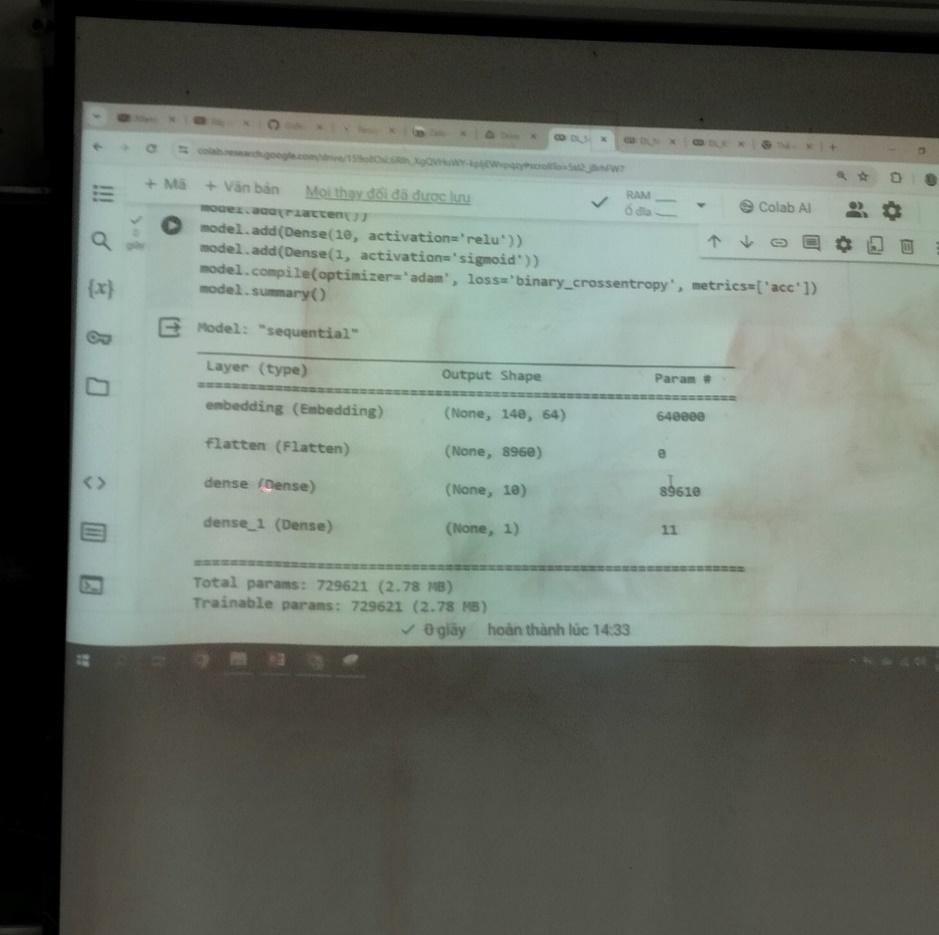 DL_S
colab.research.google.com/drive/
+ Mã + Văn bản Mọi thay đổi đã được lưu
RAM
Ổ đĩa
Colab AI
model.add(Flatten())
model.add(Dense(10, activation='relu'))
model.add(Dense(1, activation='sigmoid'))
model.compile(optimizer='adam', loss='binary_crossentropy', metrics=['acc'])
model.summary()
giây
{x}
Model: "sequential"
Layer (type) Output Shape Param #
=================================================================
embedding (Embedding) (None, 140, 64) 640000
flatten (Flatten) (None, 8960) 0
dense (Dense) (None, 10) 89610
dense_1 (Dense) (None, 1) 11
=================================================================
Total params: 729621 (2.78 MB)
Trainable params: 729621 (2.78 MB)
0 giây hoàn thành lúc 14:33